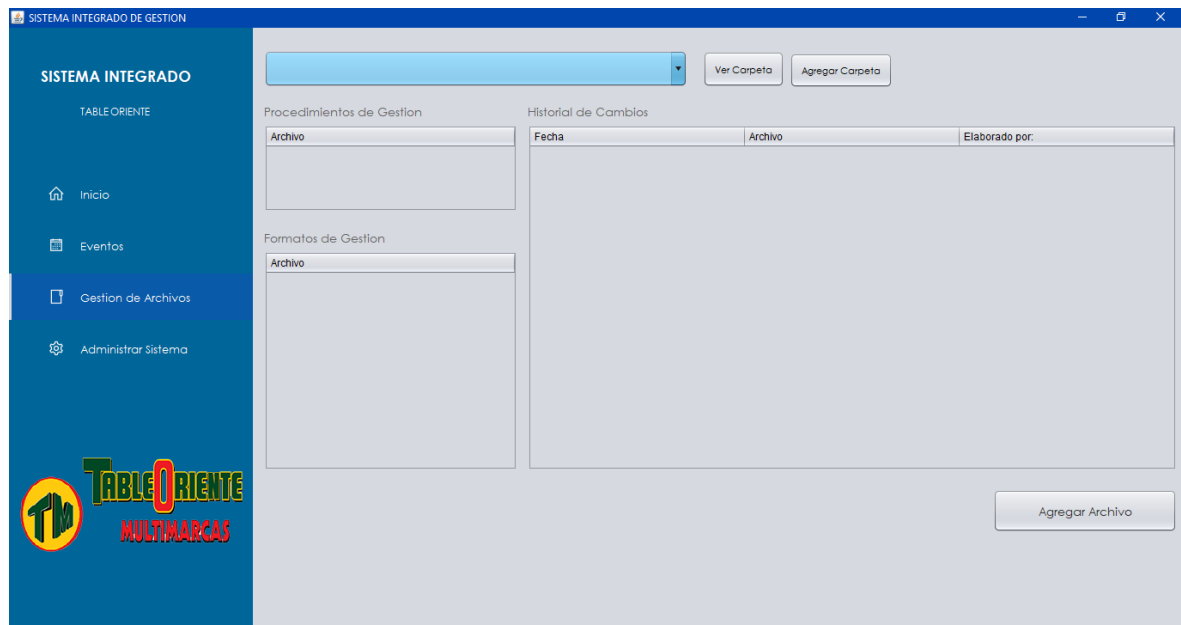 SISTEMA INTEGRADO DE GESTION
SISTEMA INTEGRADO
TABLE ORIENTE
Inicio
Eventos
Gestion de Archivos
Administrar Sistema
TABLEORIENTE
MULTIMARCAS
TM
Ver Carpeta
Agregar Carpeta
Procedimientos de Gestion
Archivo
Formatos de Gestion
Archivo
Historial de Cambios
Fecha Archivo Elaborado por:
Agregar Archivo